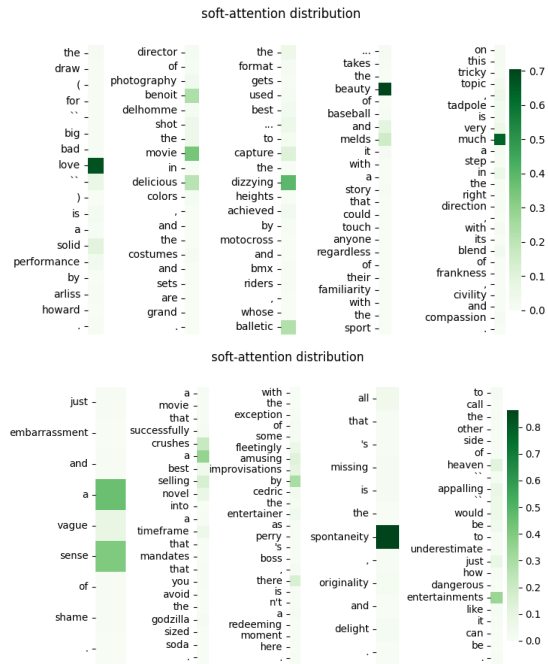 soft-attention distribution
the
draw
(
for
``
big
bad
love
``
)
is
a
solid
performance
by
arliss
howard
.
director
of
photography
benoit
delhomme
shot
the
movie
in
delicious
colors
,
and
the
costumes
and
sets
are
grand
.
the
format
gets
used
best
...
to
capture
the
dizzying
heights
achieved
by
motocross
and
bmx
riders
,
whose
balletic
...
takes
the
beauty
of
baseball
and
melds
it
with
a
story
that
could
touch
anyone
regardless
of
their
familiarity
with
the
sport
on
this
tricky
topic
,
tadpole
is
very
much
a
step
in
the
right
direction
,
with
its
blend
of
frankness
,
civility
and
compassion
.
0.7
0.6
0.5
0.4
0.3
0.2
0.1
0.0
soft-attention distribution
just
embarrassment
and
a
vague
sense
of
shame
.
a
movie
that
successfully
crushes
a
best
selling
novel
into
a
timeframe
that
mandates
that
you
avoid
the
godzilla
sized
soda
.
with
the
exception
of
some
fleetingly
amusing
improvisations
by
cedric
the
entertainer
as
perry
's
boss
,
there
is
n't
a
redeeming
moment
here
.
all
that
's
missing
is
the
spontaneity
,
originality
and
delight
.
to
call
the
other
side
of
heaven
``
appalling
``
would
be
to
underestimate
just
how
dangerous
entertainments
like
it
can
be
.
0.8
0.7
0.6
0.5
0.4
0.3
0.2
0.1
0.0